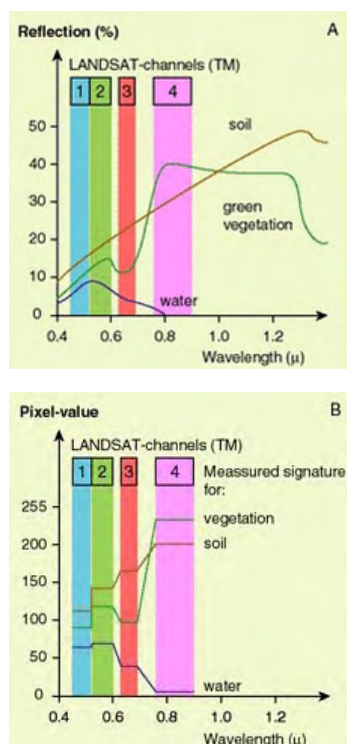 Reflection (%) A
LANDSAT-channels (TM)
1 2 3 4
50
soil
40
30
green
vegetation
20
10
water
0
0.4 0.6 0.8 1.0 1.2
Wavelength (μ)
Pixel-value B
LANDSAT-channels (TM)
1 2 3 4 Meassured signature
for:
255
vegetation
200
soil
150
100
50
water
0
0.4 0.6 0.8 1.0 1.2
Wavelength (μ)